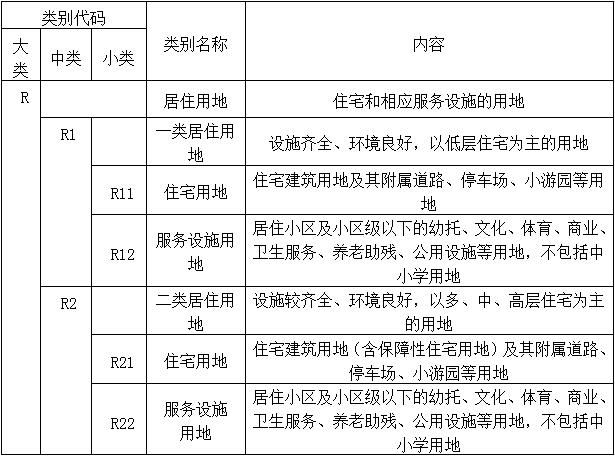 类别代码
类别名称
内容
大类
中类
小类
R
居住用地
住宅和相应服务设施的用地
R1
一类居住用
地
设施齐全、环境良好，以低层住宅为主的用地
R11
住宅用地
住宅建筑用地及其附属道路、停车场、小游园等用
地
R12
服务设施用
地
居住小区及小区级以下的幼托、文化、体育、商业、
卫生服务、养老助残、公用设施等用地，不包括中
小学用地
R2
二类居住用
地
设施较齐全、环境良好，以多、中、高层住宅为主
的用地
R21
住宅用地
住宅建筑用地（含保障性住宅用地）及其附属道路、
停车场、小游园等用地
R22
服务设施
用地
居住小区及小区级以下的幼托、文化、体育、商业、
卫生服务、养老助残、公用设施等用地，不包括中
小学用地